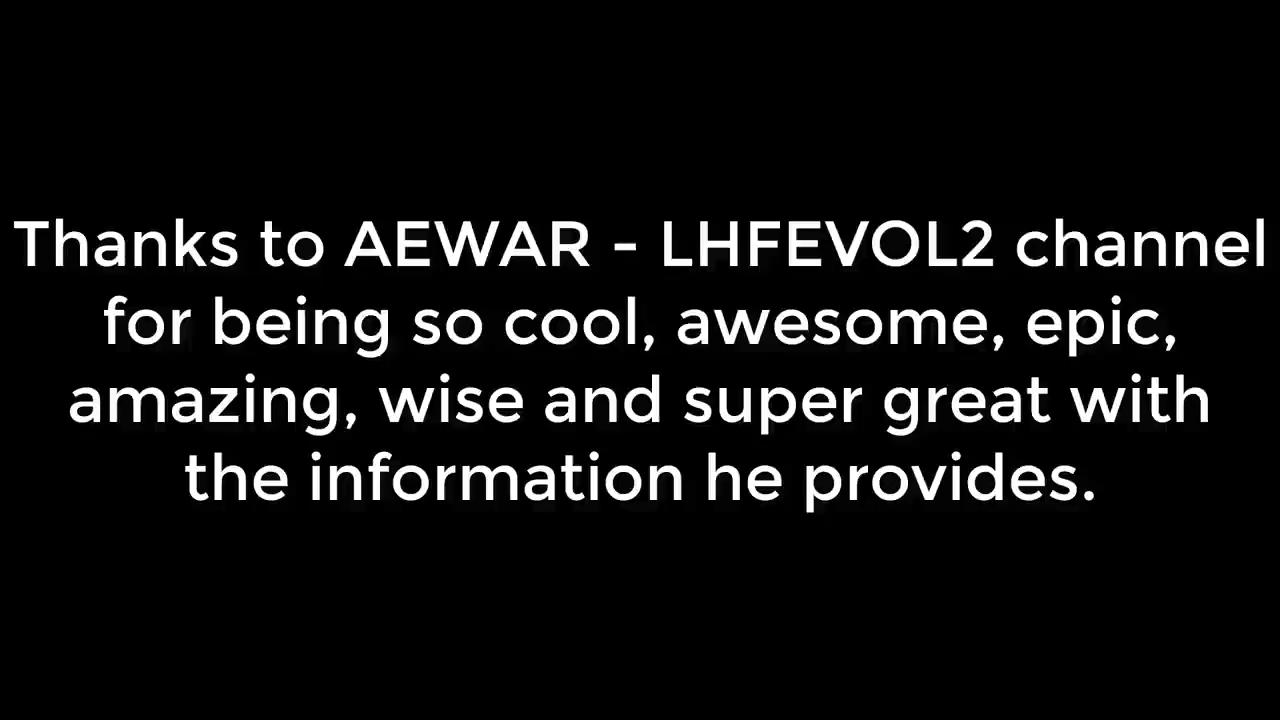 Thanks to AEWAR - LHFEVOL2 channel
for being so cool, awesome, epic,
amazing, wise and super great with
the information he provides.